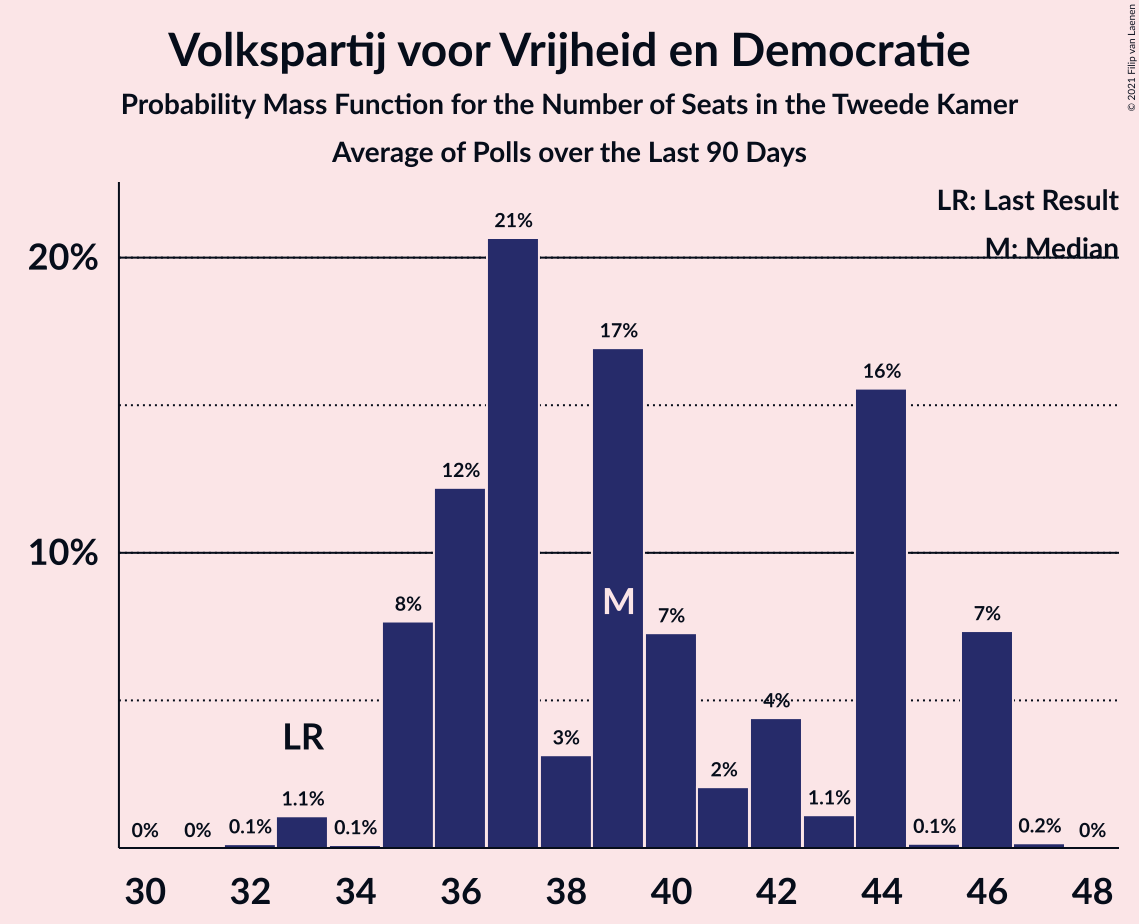 Volkspartij voor Vrijheid en Democratie
Probability Mass Function for the Number of Seats in the Tweede Kamer
Average of Polls over the Last 90 Days
© 2021 Filip van Laenen
LR: Last Result
M: Median
20%
10%
0%
0%
0.1%
1.1%
0.1%
8%
12%
21%
3%
17%
7%
2%
4%
1.1%
16%
0.1%
7%
0.2%
0%
LR
M
30 32 34 36 38 40 42 44 46 48